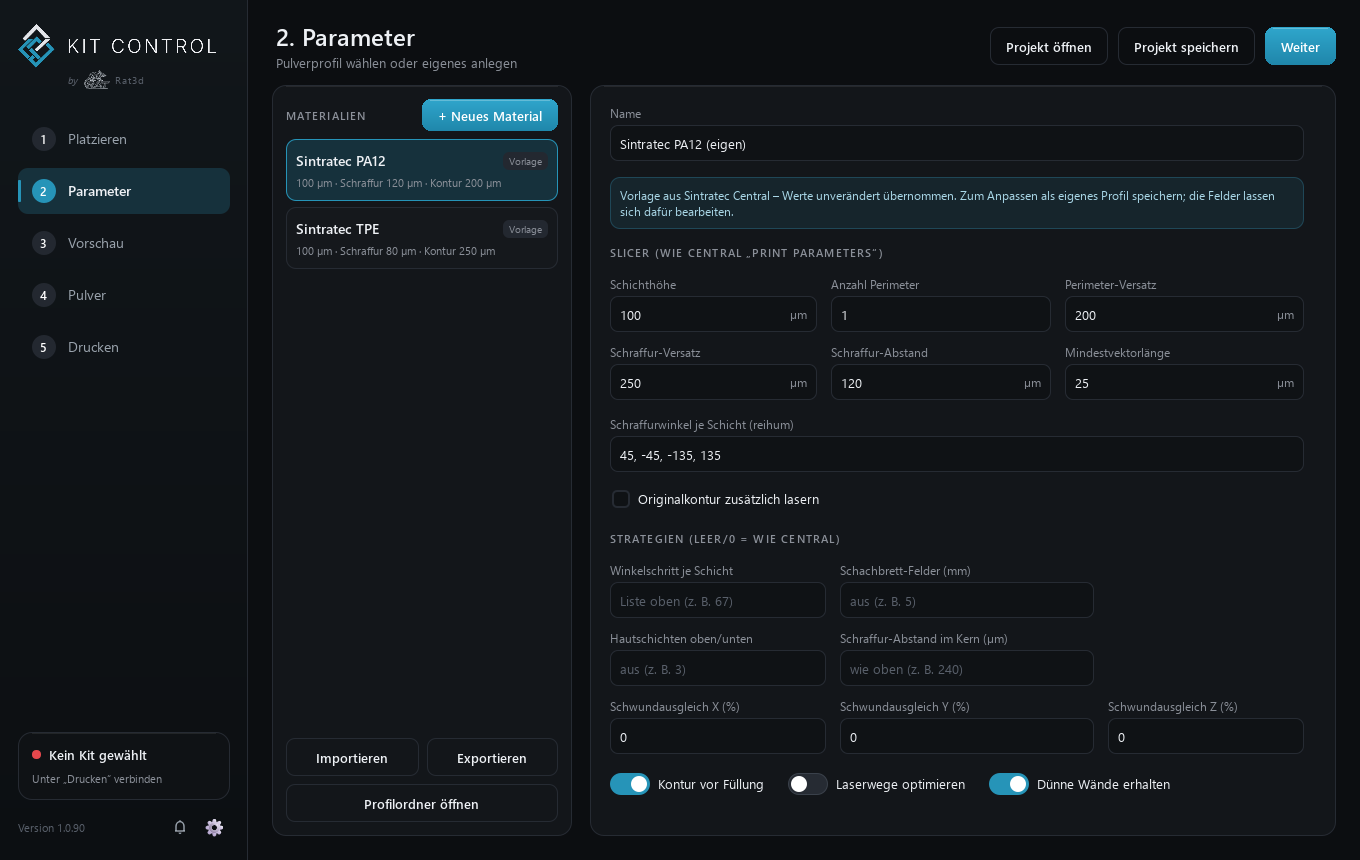 KIT CONTROL
by Rat3d
1 Platzieren
2 Parameter
3 Vorschau
4 Pulver
5 Drucken
Kein Kit gewählt
Unter „Drucken“ verbinden
Version 1.0.90
2. Parameter
Pulverprofil wählen oder eigenes anlegen
Projekt öffnen
Projekt speichern
Weiter
MATERIALIEN
+ Neues Material
Sintratec PA12 Vorlage
100 µm · Schraffur 120 µm · Kontur 200 µm
Sintratec TPE Vorlage
100 µm · Schraffur 80 µm · Kontur 250 µm
Importieren
Exportieren
Profilordner öffnen
Name
Sintratec PA12 (eigen)
Vorlage aus Sintratec Central – Werte unverändert übernommen. Zum Anpassen als eigenes Profil speichern; die Felder lassen
sich dafür bearbeiten.
SLICER (WIE CENTRAL „PRINT PARAMETERS“)
Schichthöhe Anzahl Perimeter Perimeter-Versatz
100 µm 1 200 µm
Schraffur-Versatz Schraffur-Abstand Mindestvektorlänge
250 µm 120 µm 25 µm
Schraffurwinkel je Schicht (reihum)
45, -45, -135, 135
Originalkontur zusätzlich lasern
STRATEGIEN (LEER/0 = WIE CENTRAL)
Winkelschritt je Schicht Schachbrett-Felder (mm)
Liste oben (z. B. 67) aus (z. B. 5)
Hautschichten oben/unten Schraffur-Abstand im Kern (µm)
aus (z. B. 3) wie oben (z. B. 240)
Schwundausgleich X (%) Schwundausgleich Y (%) Schwundausgleich Z (%)
0 0 0
Kontur vor Füllung Laserwege optimieren Dünne Wände erhalten